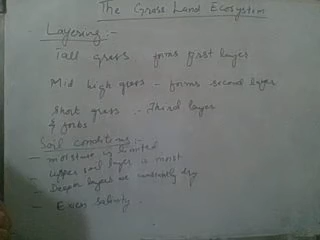 The Grass Land Ecosystem
- Layering :-
Tall grass forms first layer
Mid high grass - forms second layer
Short grass - Third layer
& forbs
Soil conditions :-
- moisture is limited
- Upper soil layer is moist
- Deeper layers are constantly dry
- Excess salinity.